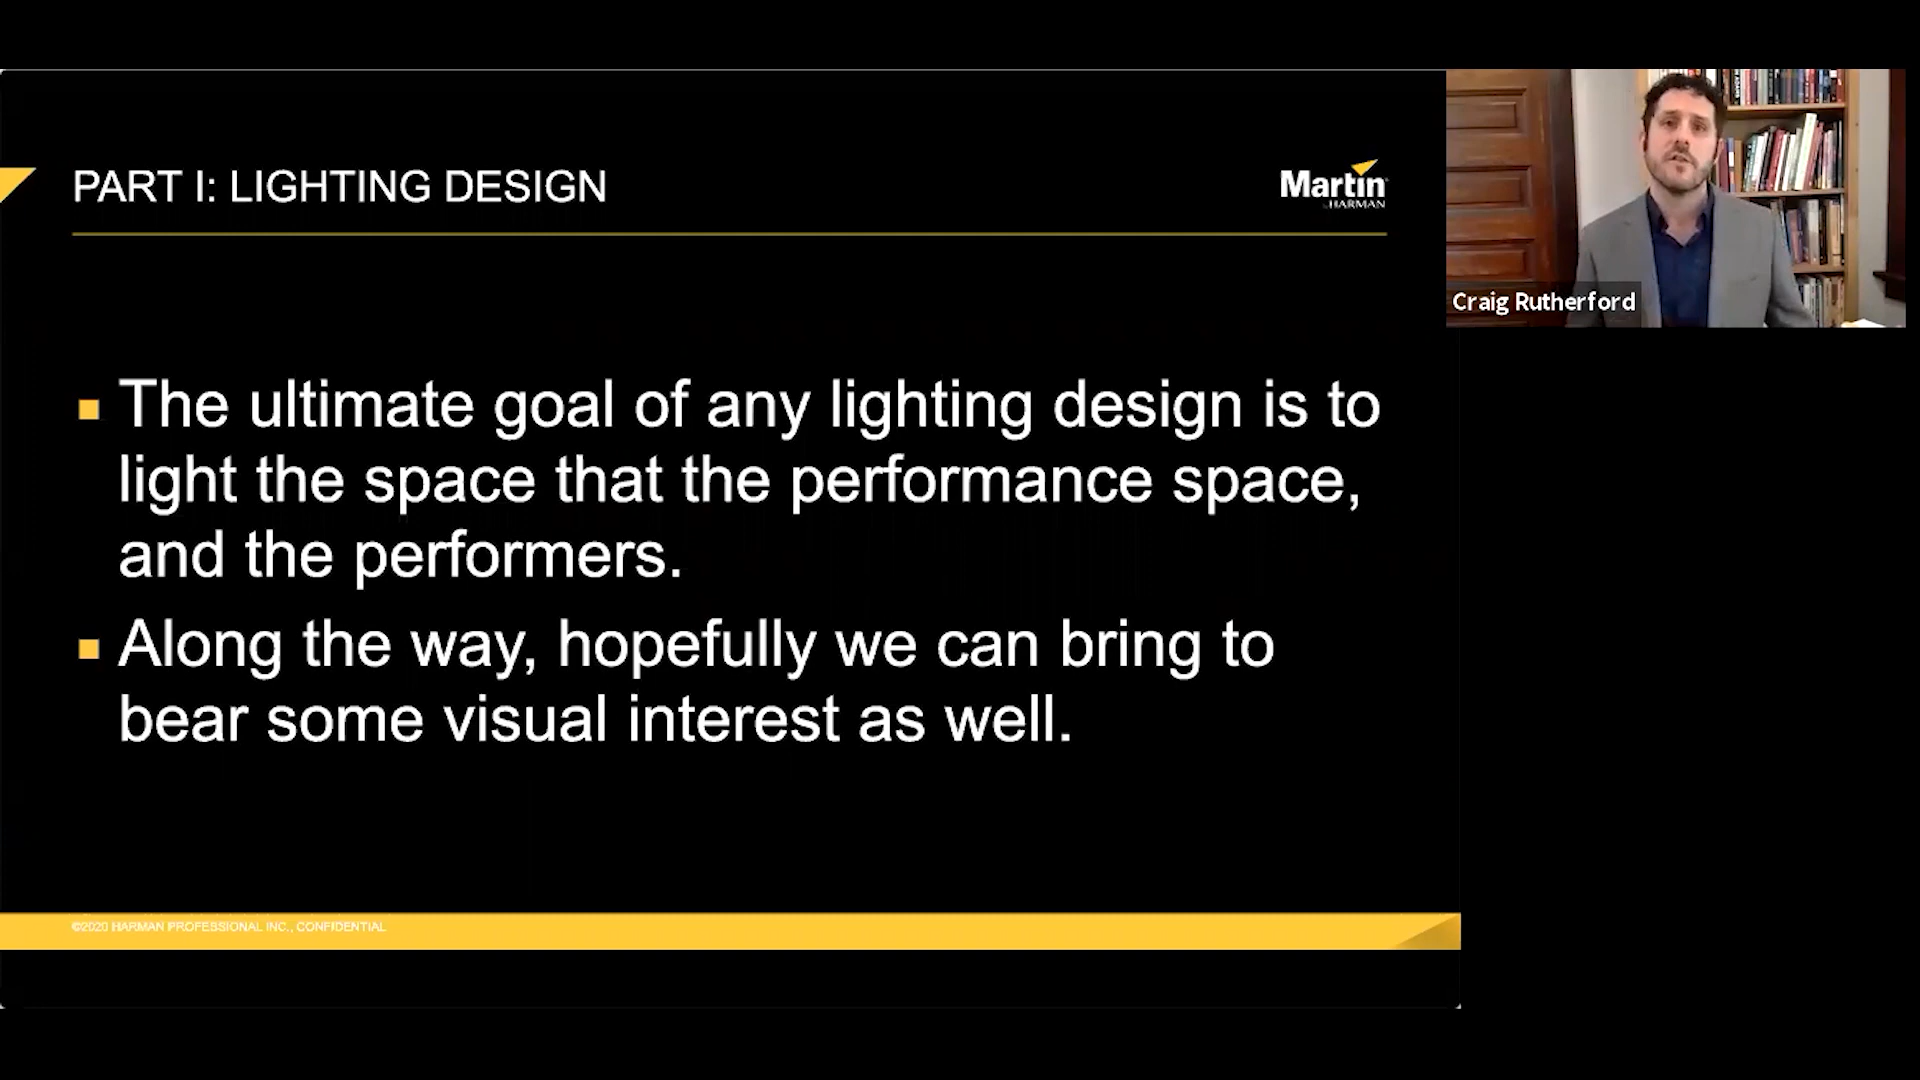 PART I: LIGHTING DESIGN
Martin
by HARMAN
Craig Rutherford
The ultimate goal of any lighting design is to
light the space that the performance space,
and the performers.
Along the way, hopefully we can bring to
bear some visual interest as well.
©2020 HARMAN PROFESSIONAL INC., CONFIDENTIAL